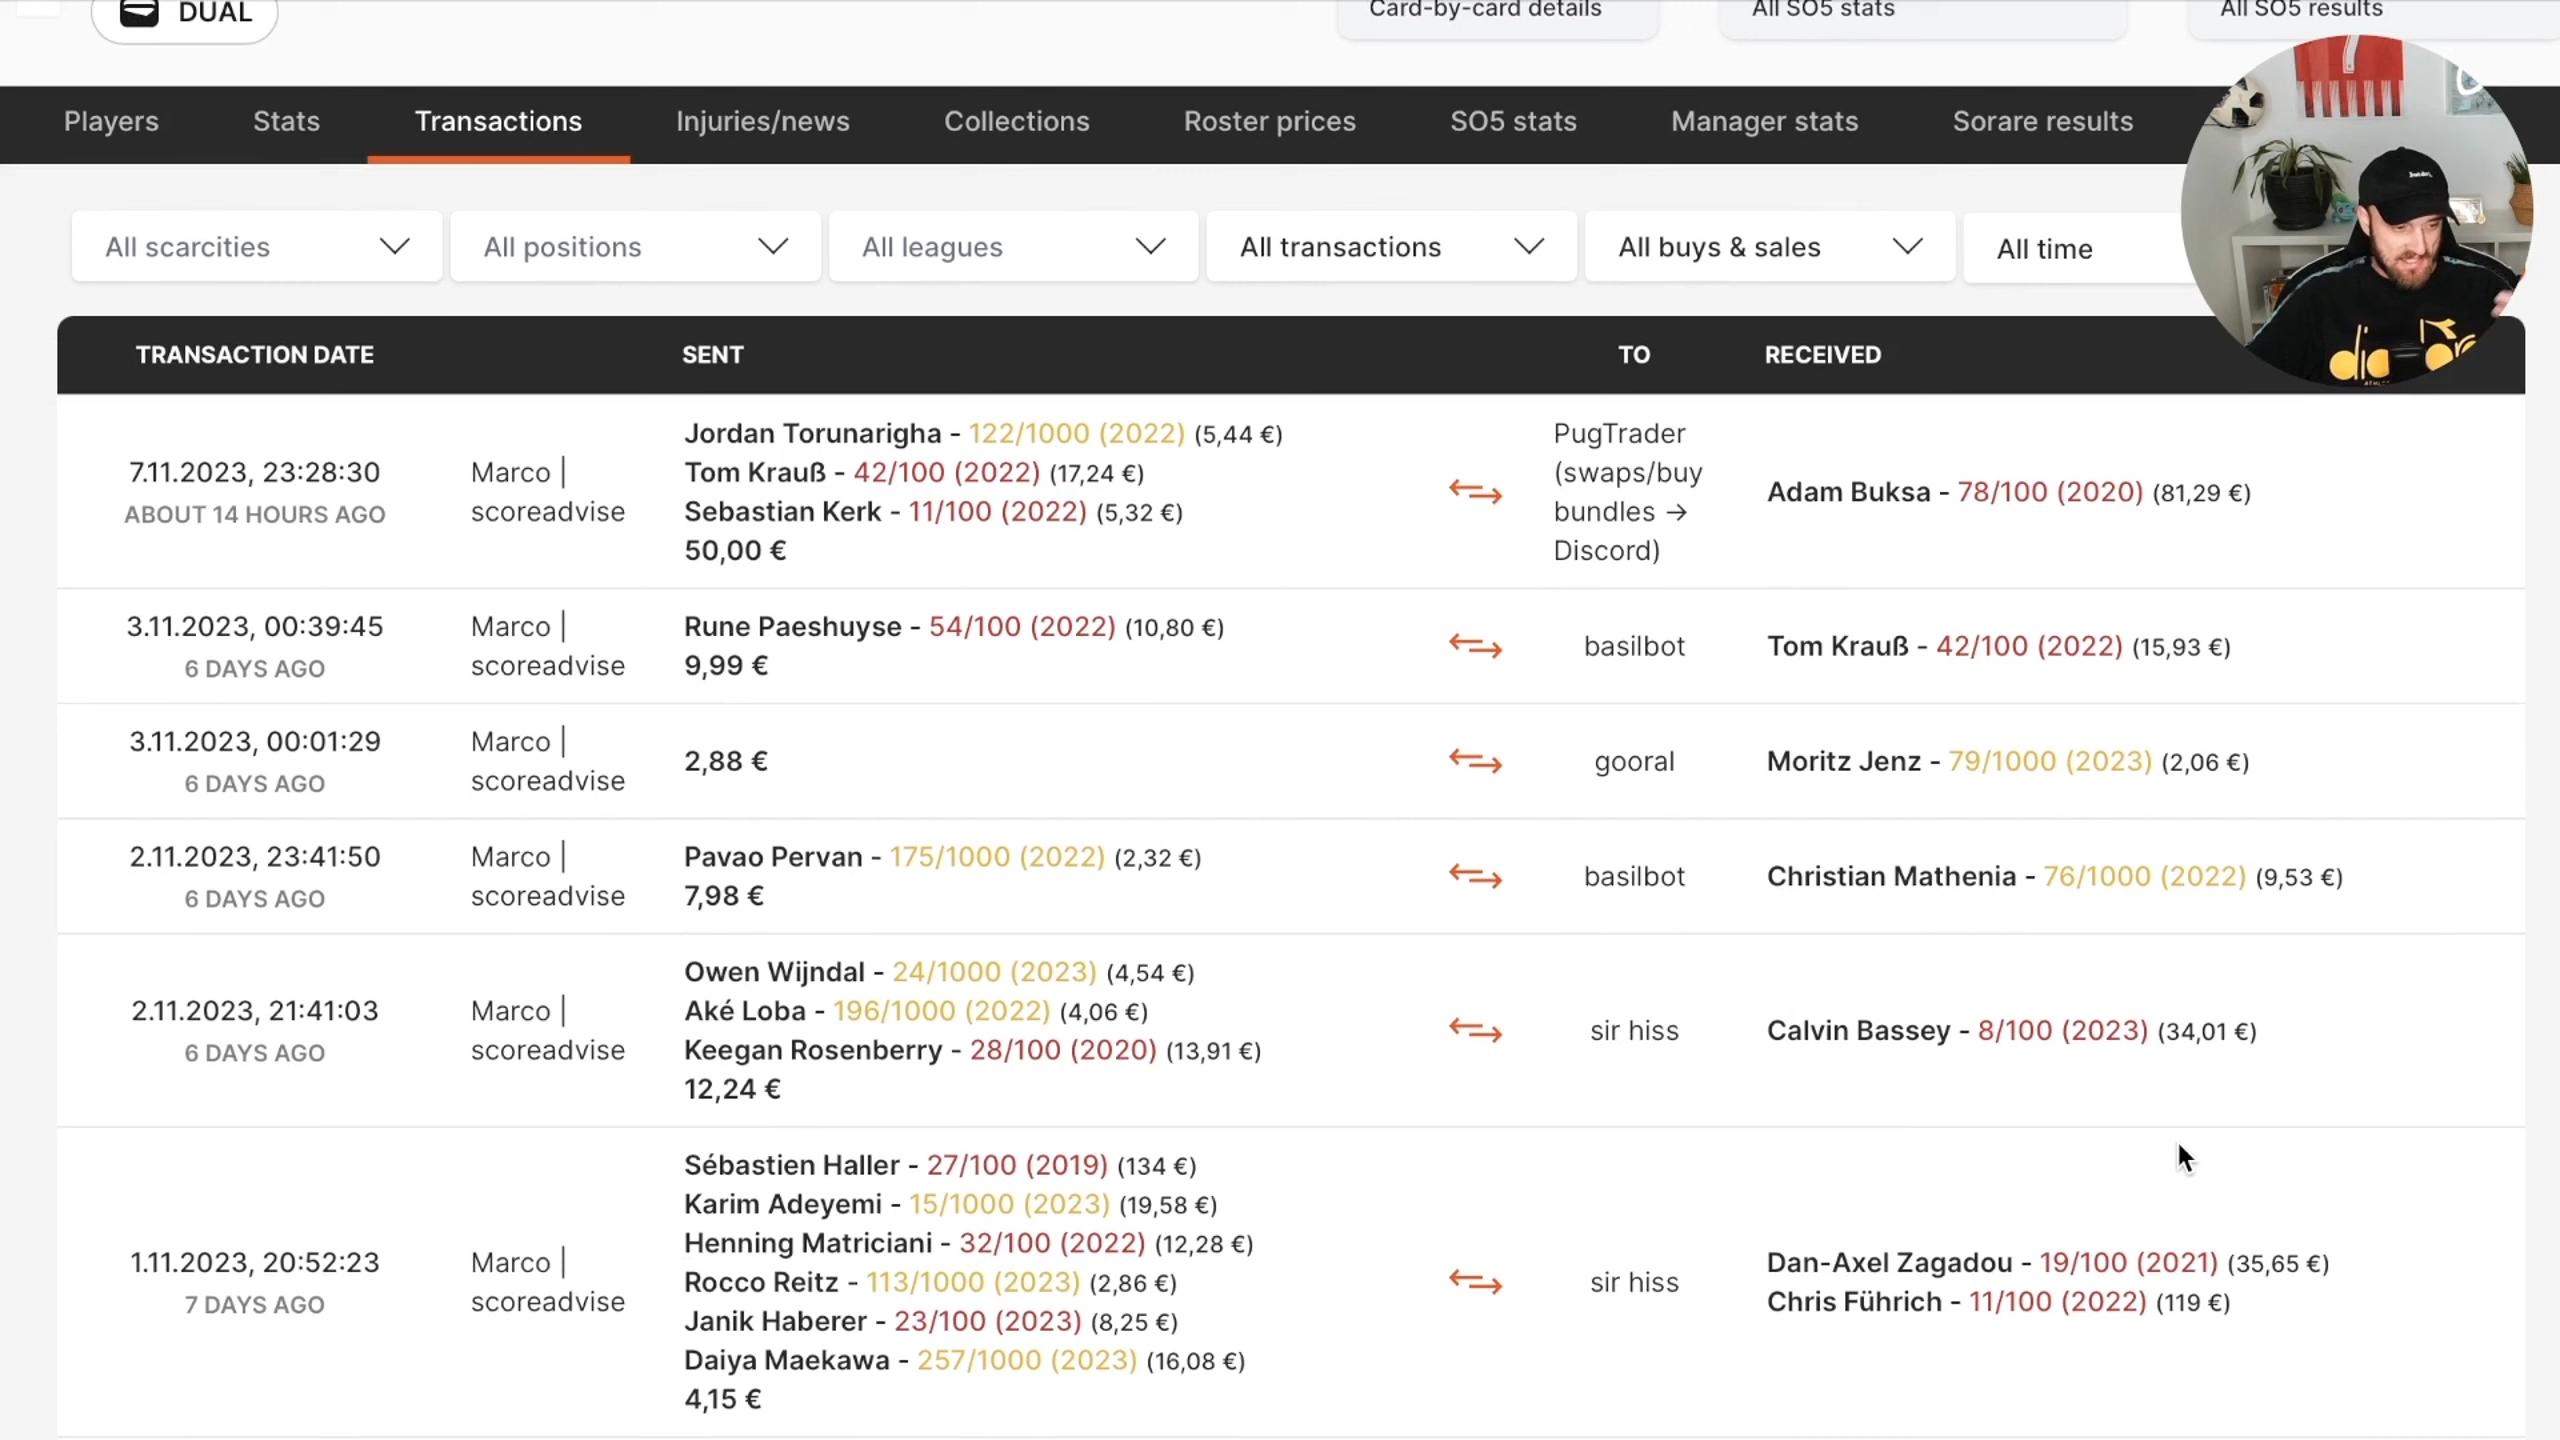 DUAL
Card-by-card details
All SO5 stats
All SO5 results
Players
Stats
Transactions
Injuries/news
Collections
Roster prices
SO5 stats
Manager stats
Sorare results
All scarcities
All positions
All leagues
All transactions
All buys & sales
All time
TRANSACTION DATE
SENT
TO
RECEIVED
7.11.2023, 23:28:30
ABOUT 14 HOURS AGO
Marco |
scoreadvise
Jordan Torunarigha - 122/1000 (2022) (5,44 €)
Tom Krauß - 42/100 (2022) (17,24 €)
Sebastian Kerk - 11/100 (2022) (5,32 €)
50,00 €
PugTrader
(swaps/buy
bundles →
Discord)
Adam Buksa - 78/100 (2020) (81,29 €)
3.11.2023, 00:39:45
6 DAYS AGO
Marco |
scoreadvise
Rune Paeshuyse - 54/100 (2022) (10,80 €)
9,99 €
basilbot
Tom Krauß - 42/100 (2022) (15,93 €)
3.11.2023, 00:01:29
6 DAYS AGO
Marco |
scoreadvise
2,88 €
gooral
Moritz Jenz - 79/1000 (2023) (2,06 €)
2.11.2023, 23:41:50
6 DAYS AGO
Marco |
scoreadvise
Pavao Pervan - 175/1000 (2022) (2,32 €)
7,98 €
basilbot
Christian Mathenia - 76/1000 (2022) (9,53 €)
2.11.2023, 21:41:03
6 DAYS AGO
Marco |
scoreadvise
Owen Wijndal - 24/1000 (2023) (4,54 €)
Aké Loba - 196/1000 (2022) (4,06 €)
Keegan Rosenberry - 28/100 (2020) (13,91 €)
12,24 €
sir hiss
Calvin Bassey - 8/100 (2023) (34,01 €)
1.11.2023, 20:52:23
7 DAYS AGO
Marco |
scoreadvise
Sébastien Haller - 27/100 (2019) (134 €)
Karim Adeyemi - 15/1000 (2023) (19,58 €)
Henning Matriciani - 32/100 (2022) (12,28 €)
Rocco Reitz - 113/1000 (2023) (2,86 €)
Janik Haberer - 23/100 (2023) (8,25 €)
Daiya Maekawa - 257/1000 (2023) (16,08 €)
4,15 €
sir hiss
Dan-Axel Zagadou - 19/100 (2021) (35,65 €)
Chris Führich - 11/100 (2022) (119 €)